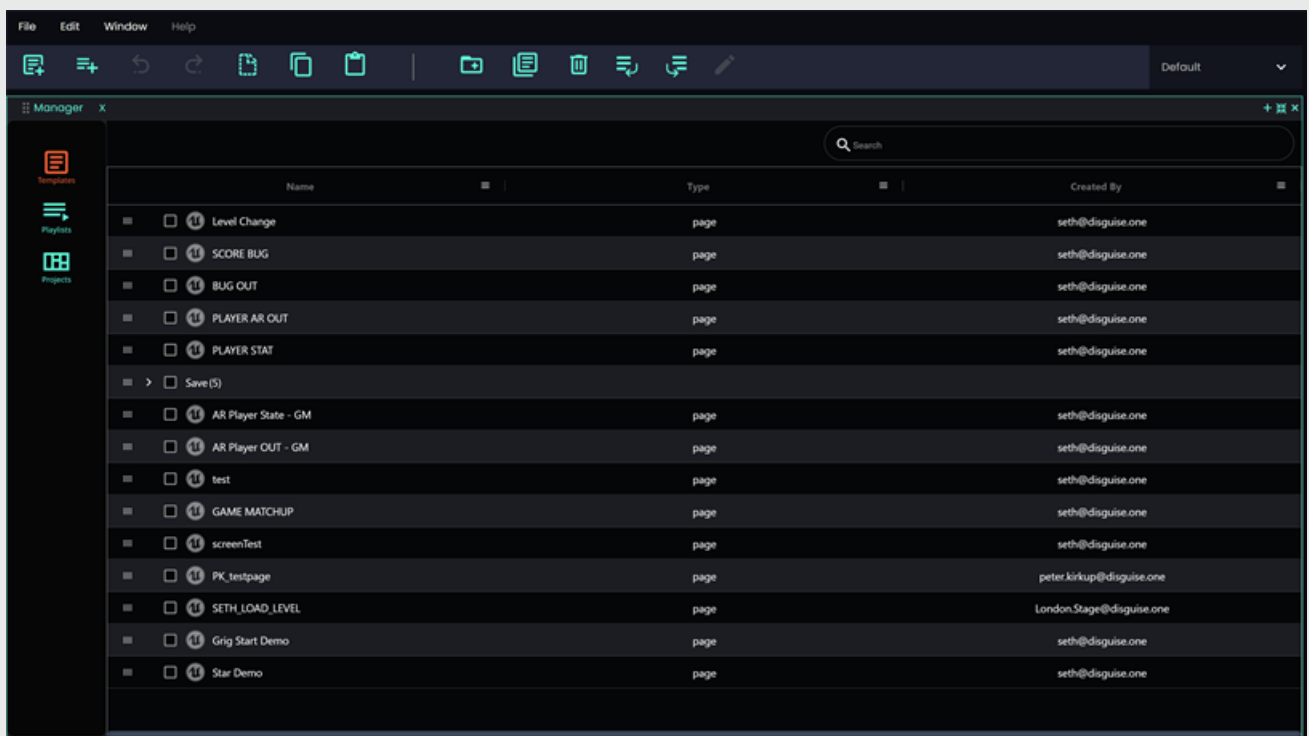 File Edit Window Help
Default
Manager X
Search
Templates
Playlists
Projects
Name Type Created By
Level Change page seth@disguise.one
SCORE BUG page seth@disguise.one
BUG OUT page seth@disguise.one
PLAYER AR OUT page seth@disguise.one
PLAYER STAT page seth@disguise.one
Save (5)
AR Player State - GM page seth@disguise.one
AR Player OUT - GM page seth@disguise.one
test page seth@disguise.one
GAME MATCHUP page seth@disguise.one
screenTest page seth@disguise.one
PK_testpage page peter.kirkup@disguise.one
SETH_LOAD_LEVEL page London.Stage@disguise.one
Grig Start Demo page seth@disguise.one
Star Demo page seth@disguise.one